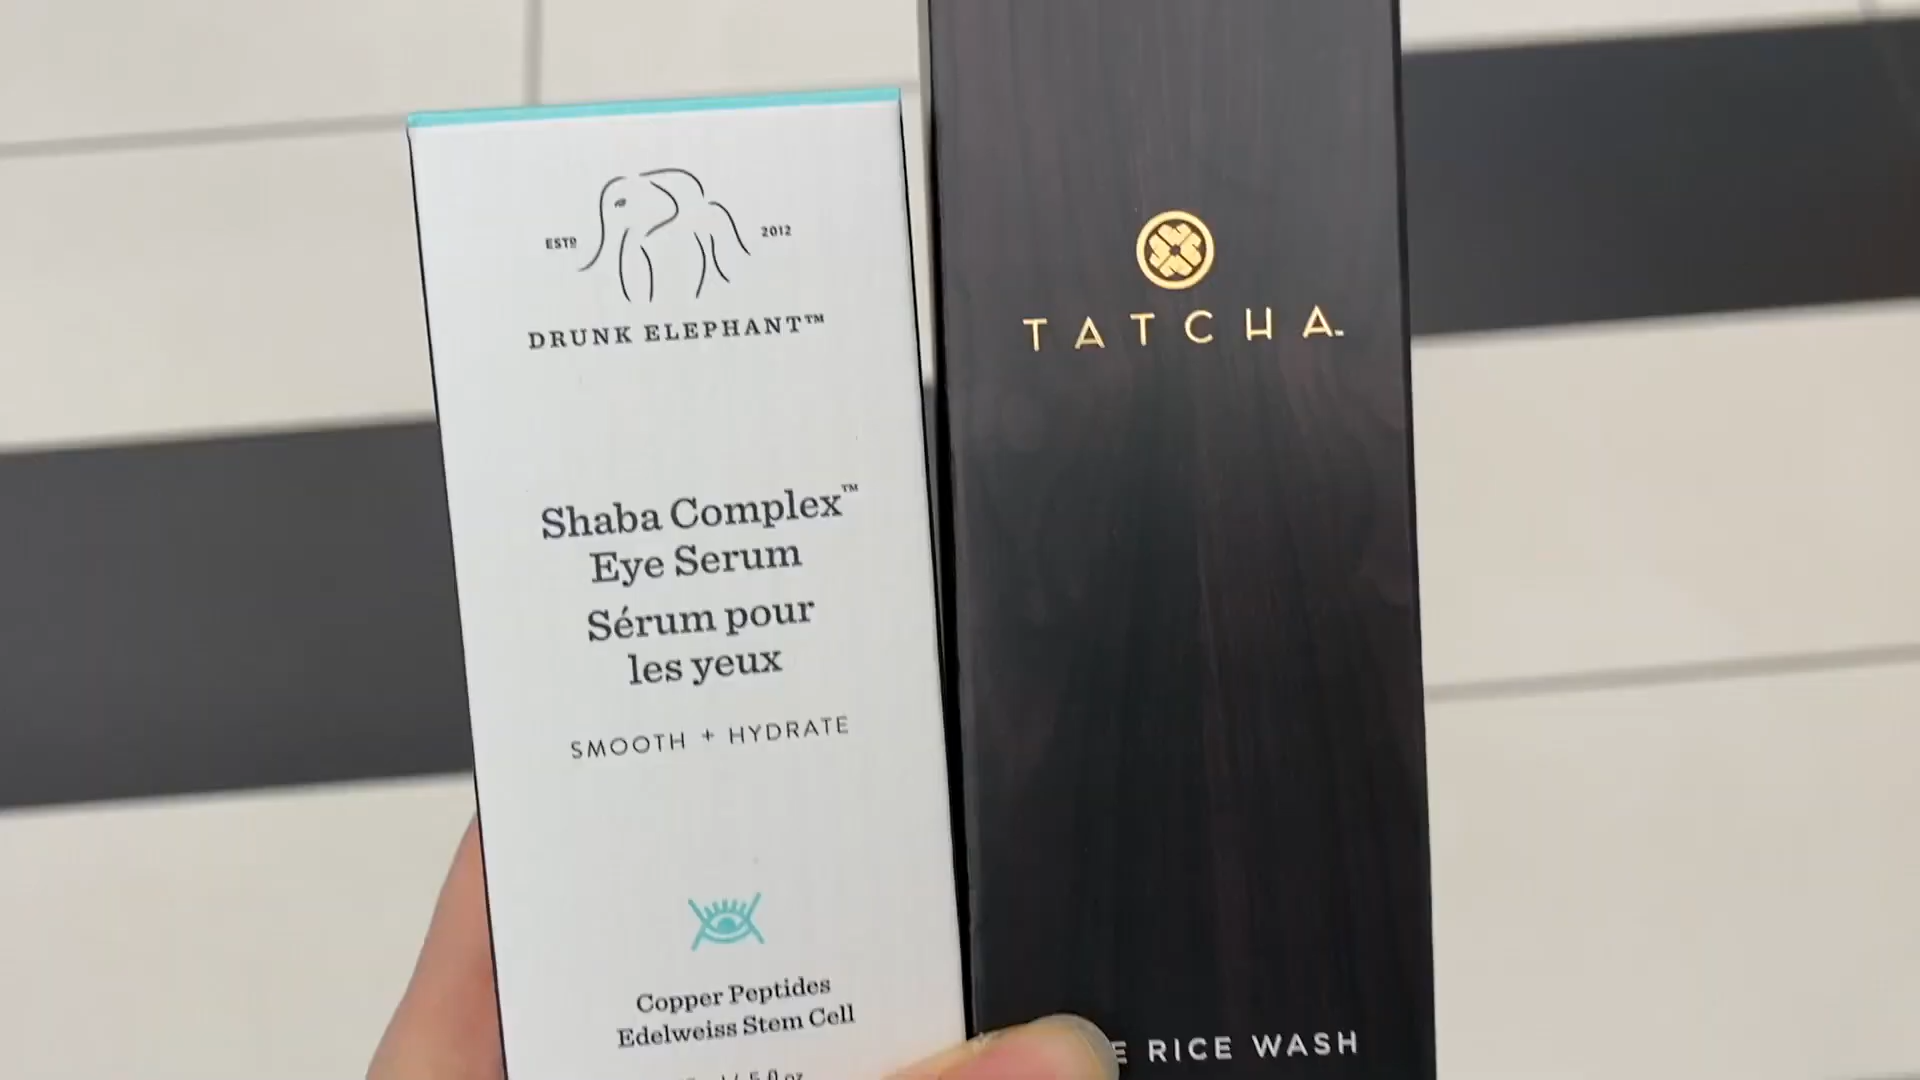 ESTD 2012
DRUNK ELEPHANT™
Shaba Complex™
Eye Serum
Sérum pour
les yeux
SMOOTH + HYDRATE
Copper Peptides
Edelweiss Stem Cell
TATCHA™
RICE WASH